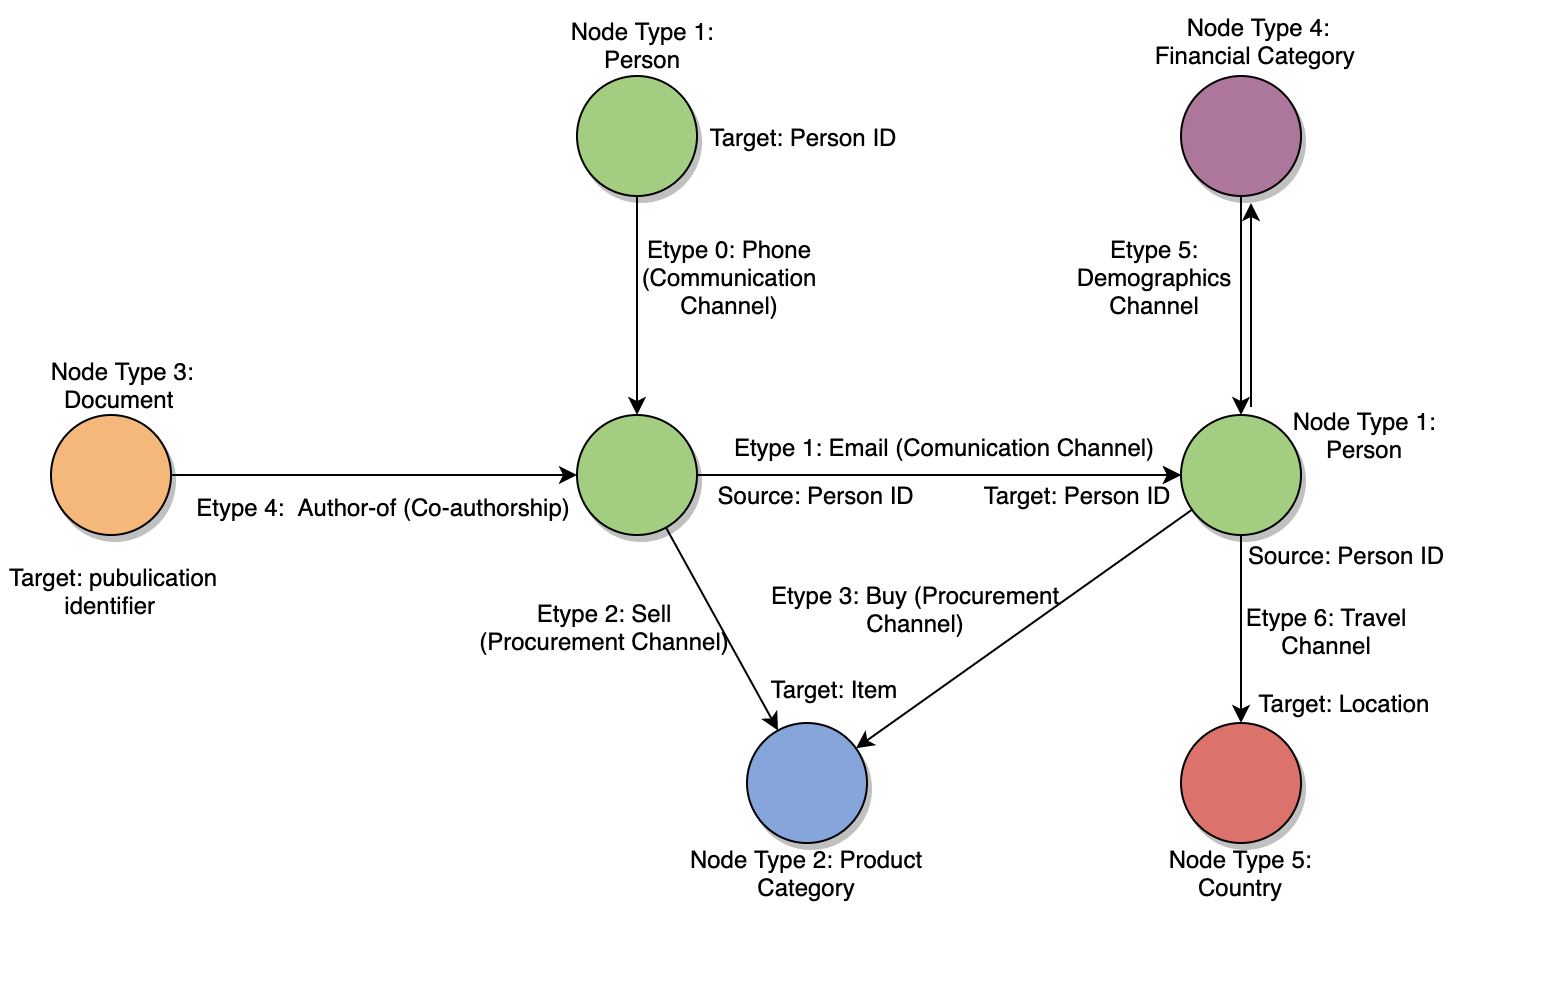 Node Type 1:
Person
Node Type 4:
Financial Category
Target: Person ID
Etype 0: Phone
(Communication
Channel)
Etype 5:
Demographics
Channel
Node Type 3:
Document
Node Type 1:
Person
Etype 1: Email (Comunication Channel)
Source: Person ID
Target: Person ID
Etype 4:  Author-of (Co-authorship)
Target: pubulication
identifier
Source: Person ID
Etype 2: Sell
(Procurement Channel)
Etype 3: Buy (Procurement
Channel)
Etype 6: Travel
Channel
Target: Item
Target: Location
Node Type 2: Product
Category
Node Type 5:
Country